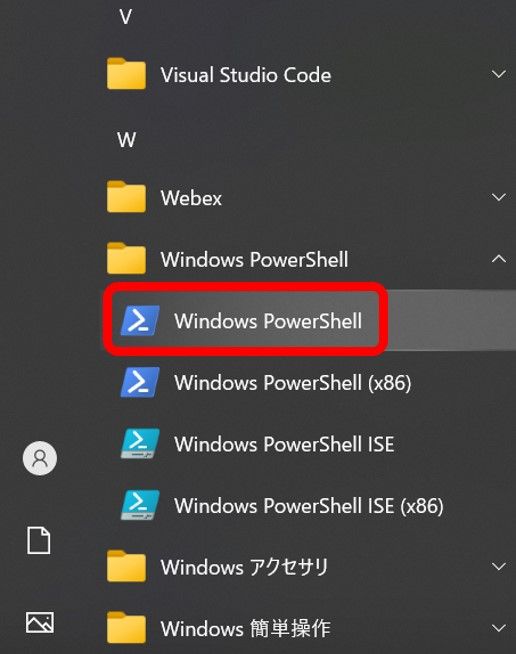 V
Visual Studio Code
W
Webex
Windows PowerShell
Windows PowerShell
Windows PowerShell (x86)
Windows PowerShell ISE
Windows PowerShell ISE (x86)
Windows アクセサリ
Windows 簡単操作